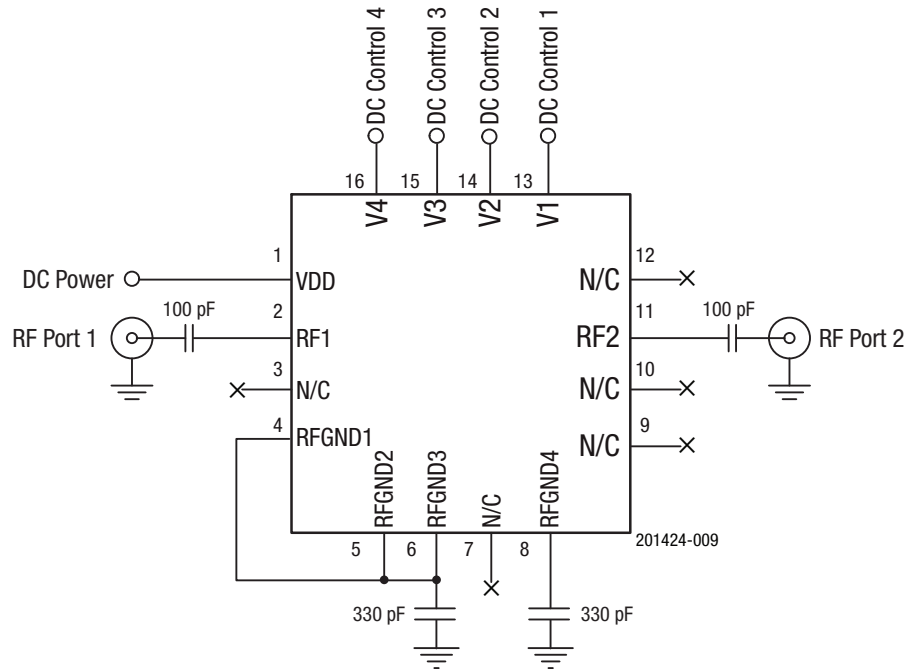 DC Control 4
DC Control 3
DC Control 2
DC Control 1
16
15
14
13
V4
V3
V2
V1
DC Power
1
VDD
12
N/C
RF Port 1
100 pF
2
RF1
11
RF2
100 pF
RF Port 2
3
N/C
10
N/C
4
RFGND1
9
N/C
RFGND2
RFGND3
N/C
RFGND4
5
6
7
8
201424-009
330 pF
330 pF